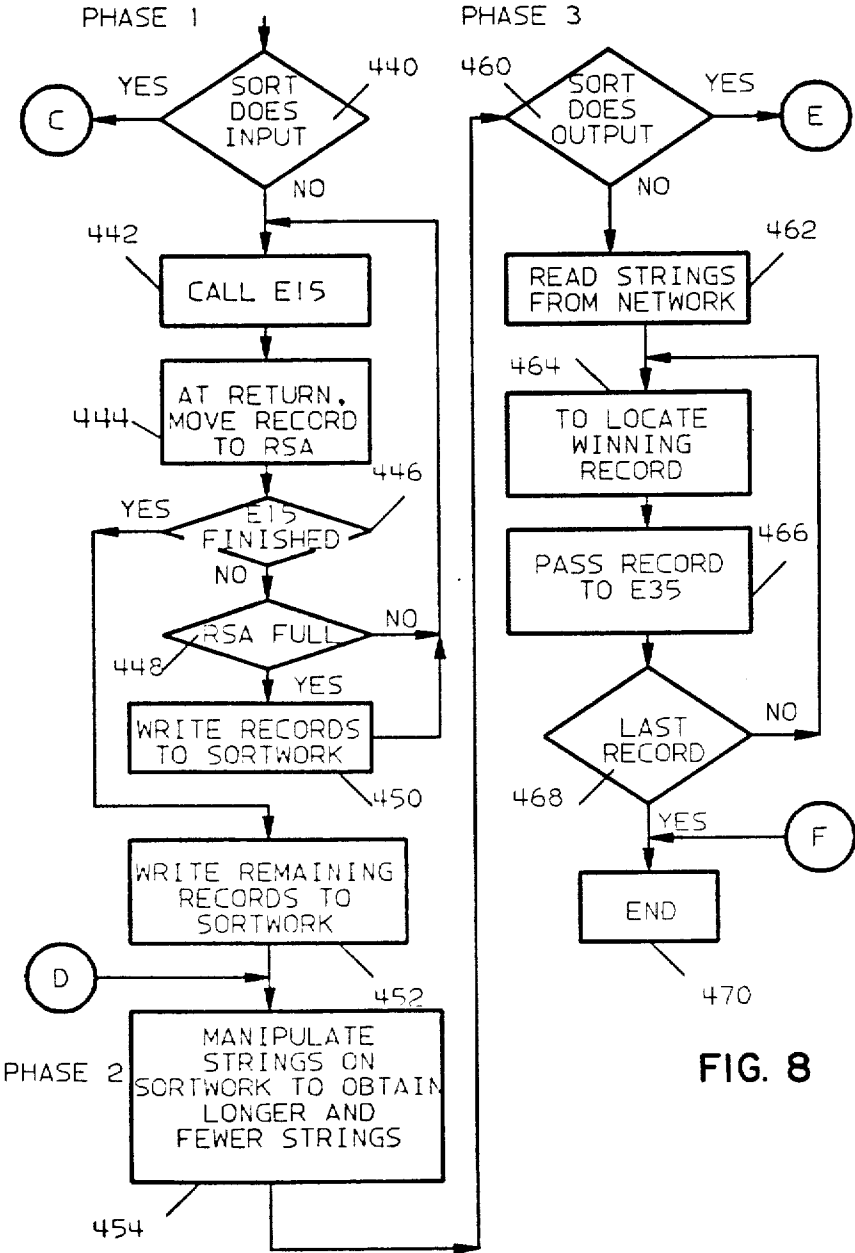 PHASE 1
440
YES
SORT
DOES
INPUT
C
NO
442
CALL E15
444
AT RETURN,
MOVE RECORD
TO RSA
446
YES
E15
FINISHED
NO
448
RSA FULL
NO
YES
WRITE RECORDS
TO SORTWORK
450
WRITE REMAINING
RECORDS TO
SORTWORK
D
452
PHASE 2
MANIPULATE
STRINGS ON
SORTWORK TO OBTAIN
LONGER AND
FEWER STRINGS
454
PHASE 3
460
SORT
DOES
OUTPUT
YES
E
NO
462
READ STRINGS
FROM NETWORK
464
TO LOCATE
WINNING
RECORD
466
PASS RECORD
TO E35
LAST
RECORD
NO
468
YES
F
END
470
FIG. 8